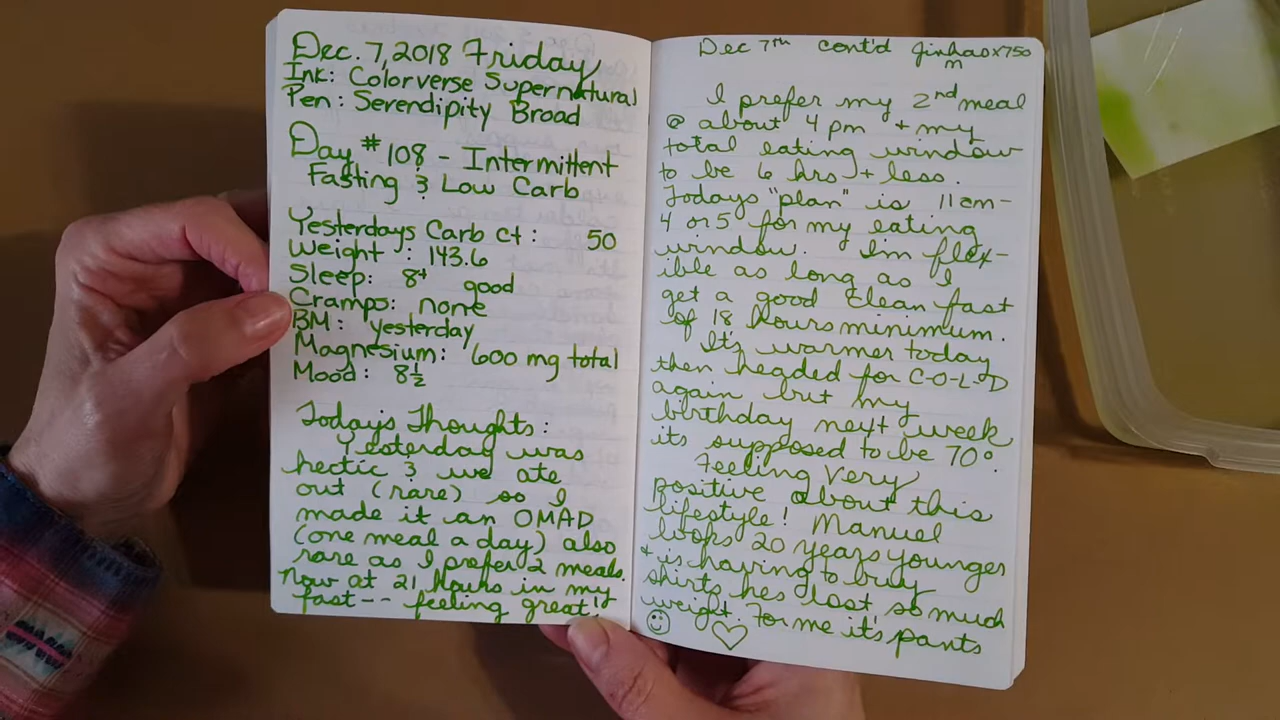 Dec. 7, 2018 Friday
Ink: Colorverse Supernatural
Pen: Serendipity Broad
Day #108 - Intermittent
Fasting & Low Carb
Yesterdays Carb ct: 50
Weight: 143.6
Sleep: 8+ good
Cramps: none
BM: yesterday
Magnesium: 600 mg total
Mood: 8½
Today's Thoughts:
Yesterday was
hectic & we ate
out (rare) so I
made it an OMAD
(one meal a day) also
rare as I prefer 2 meals.
Now at 21 hours in my
fast-- feeling great!
Dec 7th cont'd Jinhao x750 m
I prefer my 2nd meal
@ about 4 pm + my
total eating window
to be 6 hrs + less.
Todays "plan" is 11am-
4 or 5 for my eating
window. I'm flex-
ible as long as I
get a good clean fast
of 18 hours minimum.
It's warmer today
then headed for C-O-L-D
again but my
birthday next week
its supposed to be 70°.
Feeling very
positive about this
lifestyle! Manuel
looks 20 years younger
+ is having to buy
shirts hes lost so much
weight. For me it's pants